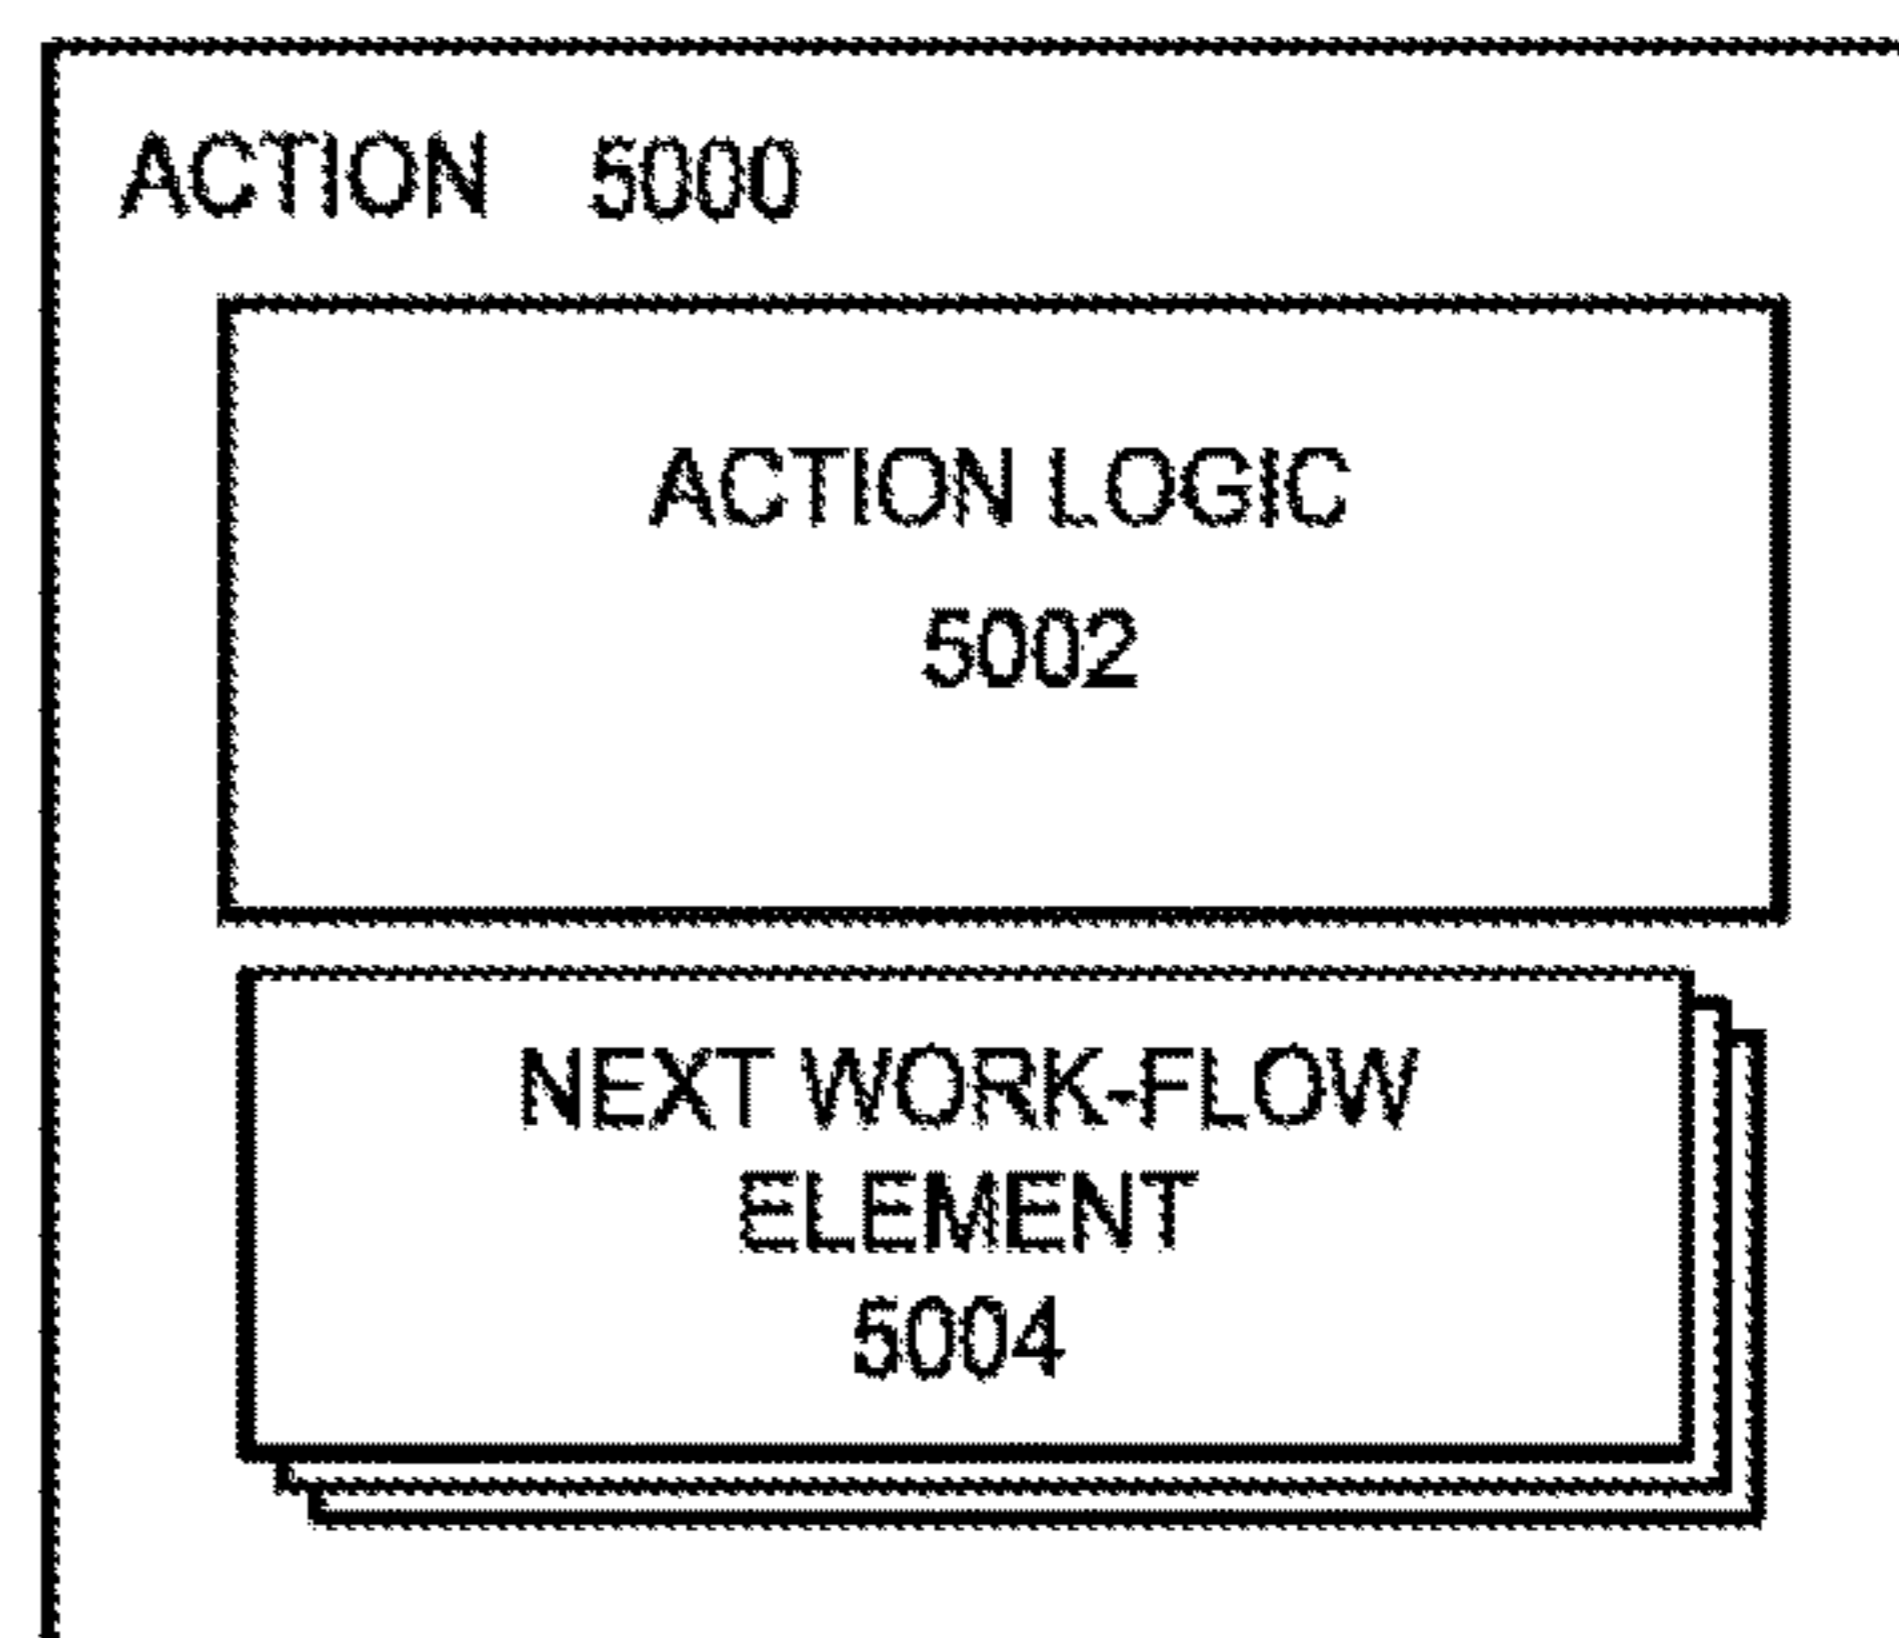 ACTION 5000
ACTION LOGIC
5002
NEXT WORK-FLOW
ELEMENT
5004